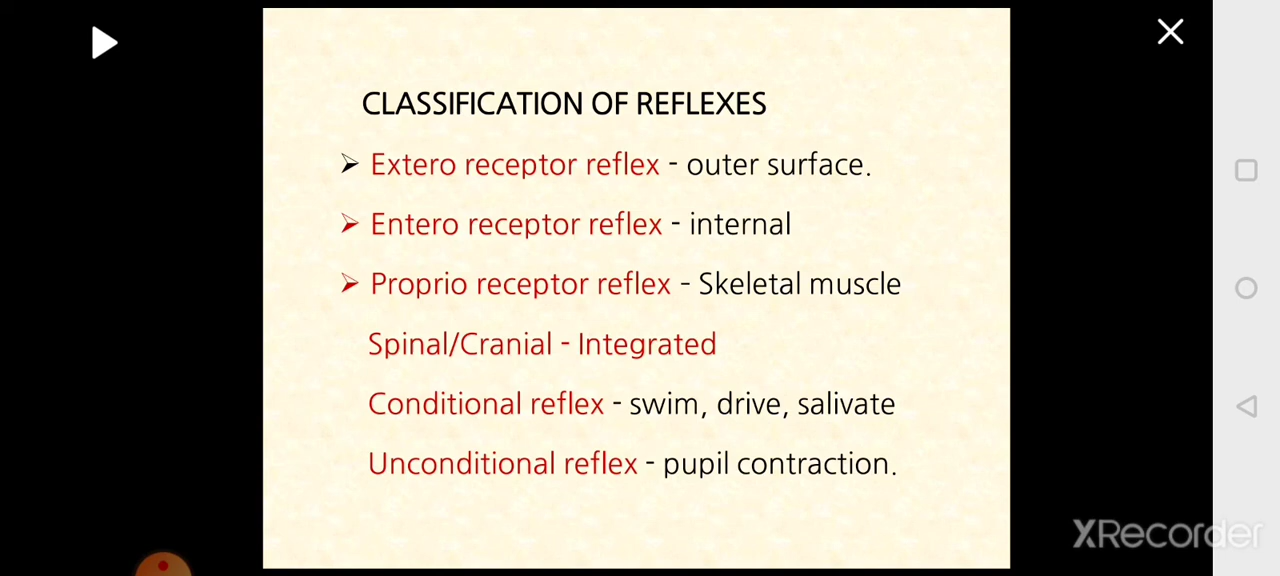 CLASSIFICATION OF REFLEXES
➢ Extero receptor reflex - outer surface.
➢ Entero receptor reflex - internal
➢ Proprio receptor reflex - Skeletal muscle
Spinal/Cranial - Integrated
Conditional reflex - swim, drive, salivate
Unconditional reflex - pupil contraction.
XRecorder